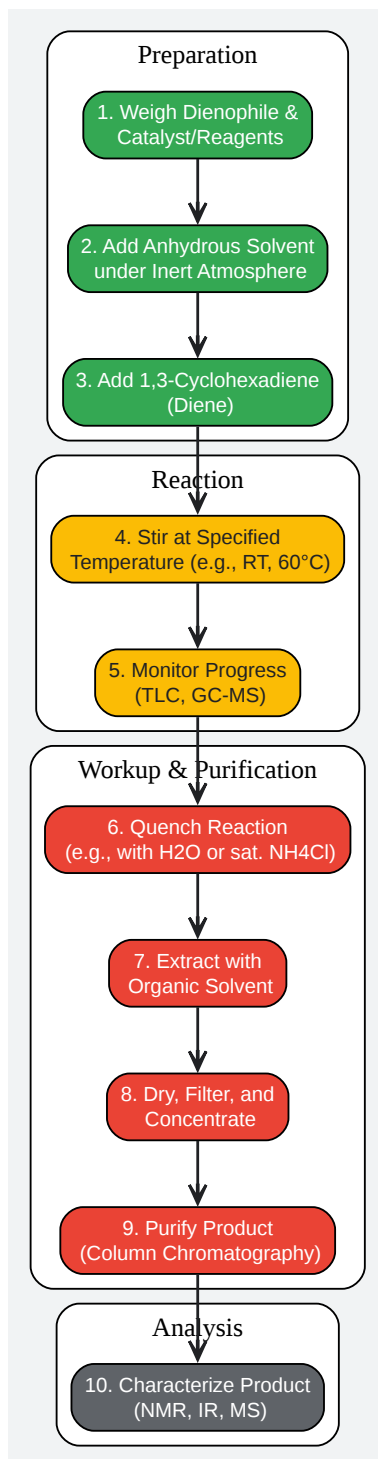 Preparation
1. Weigh Dienophile &
Catalyst/Reagents
2. Add Anhydrous Solvent
under Inert Atmosphere
3. Add 1,3-Cyclohexadiene
(Diene)
Reaction
4. Stir at Specified
Temperature (e.g., RT, 60°C)
5. Monitor Progress
(TLC, GC-MS)
Workup & Purification
6. Quench Reaction
(e.g., with H2O or sat. NH4Cl)
7. Extract with
Organic Solvent
8. Dry, Filter, and
Concentrate
9. Purify Product
(Column Chromatography)
Analysis
10. Characterize Product
(NMR, IR, MS)